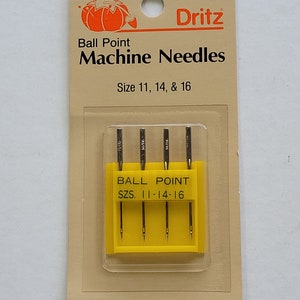 Dritz
Ball Point
Machine Needles
Size 11, 14, & 16
BALL POINT
SZS. 11-14-16